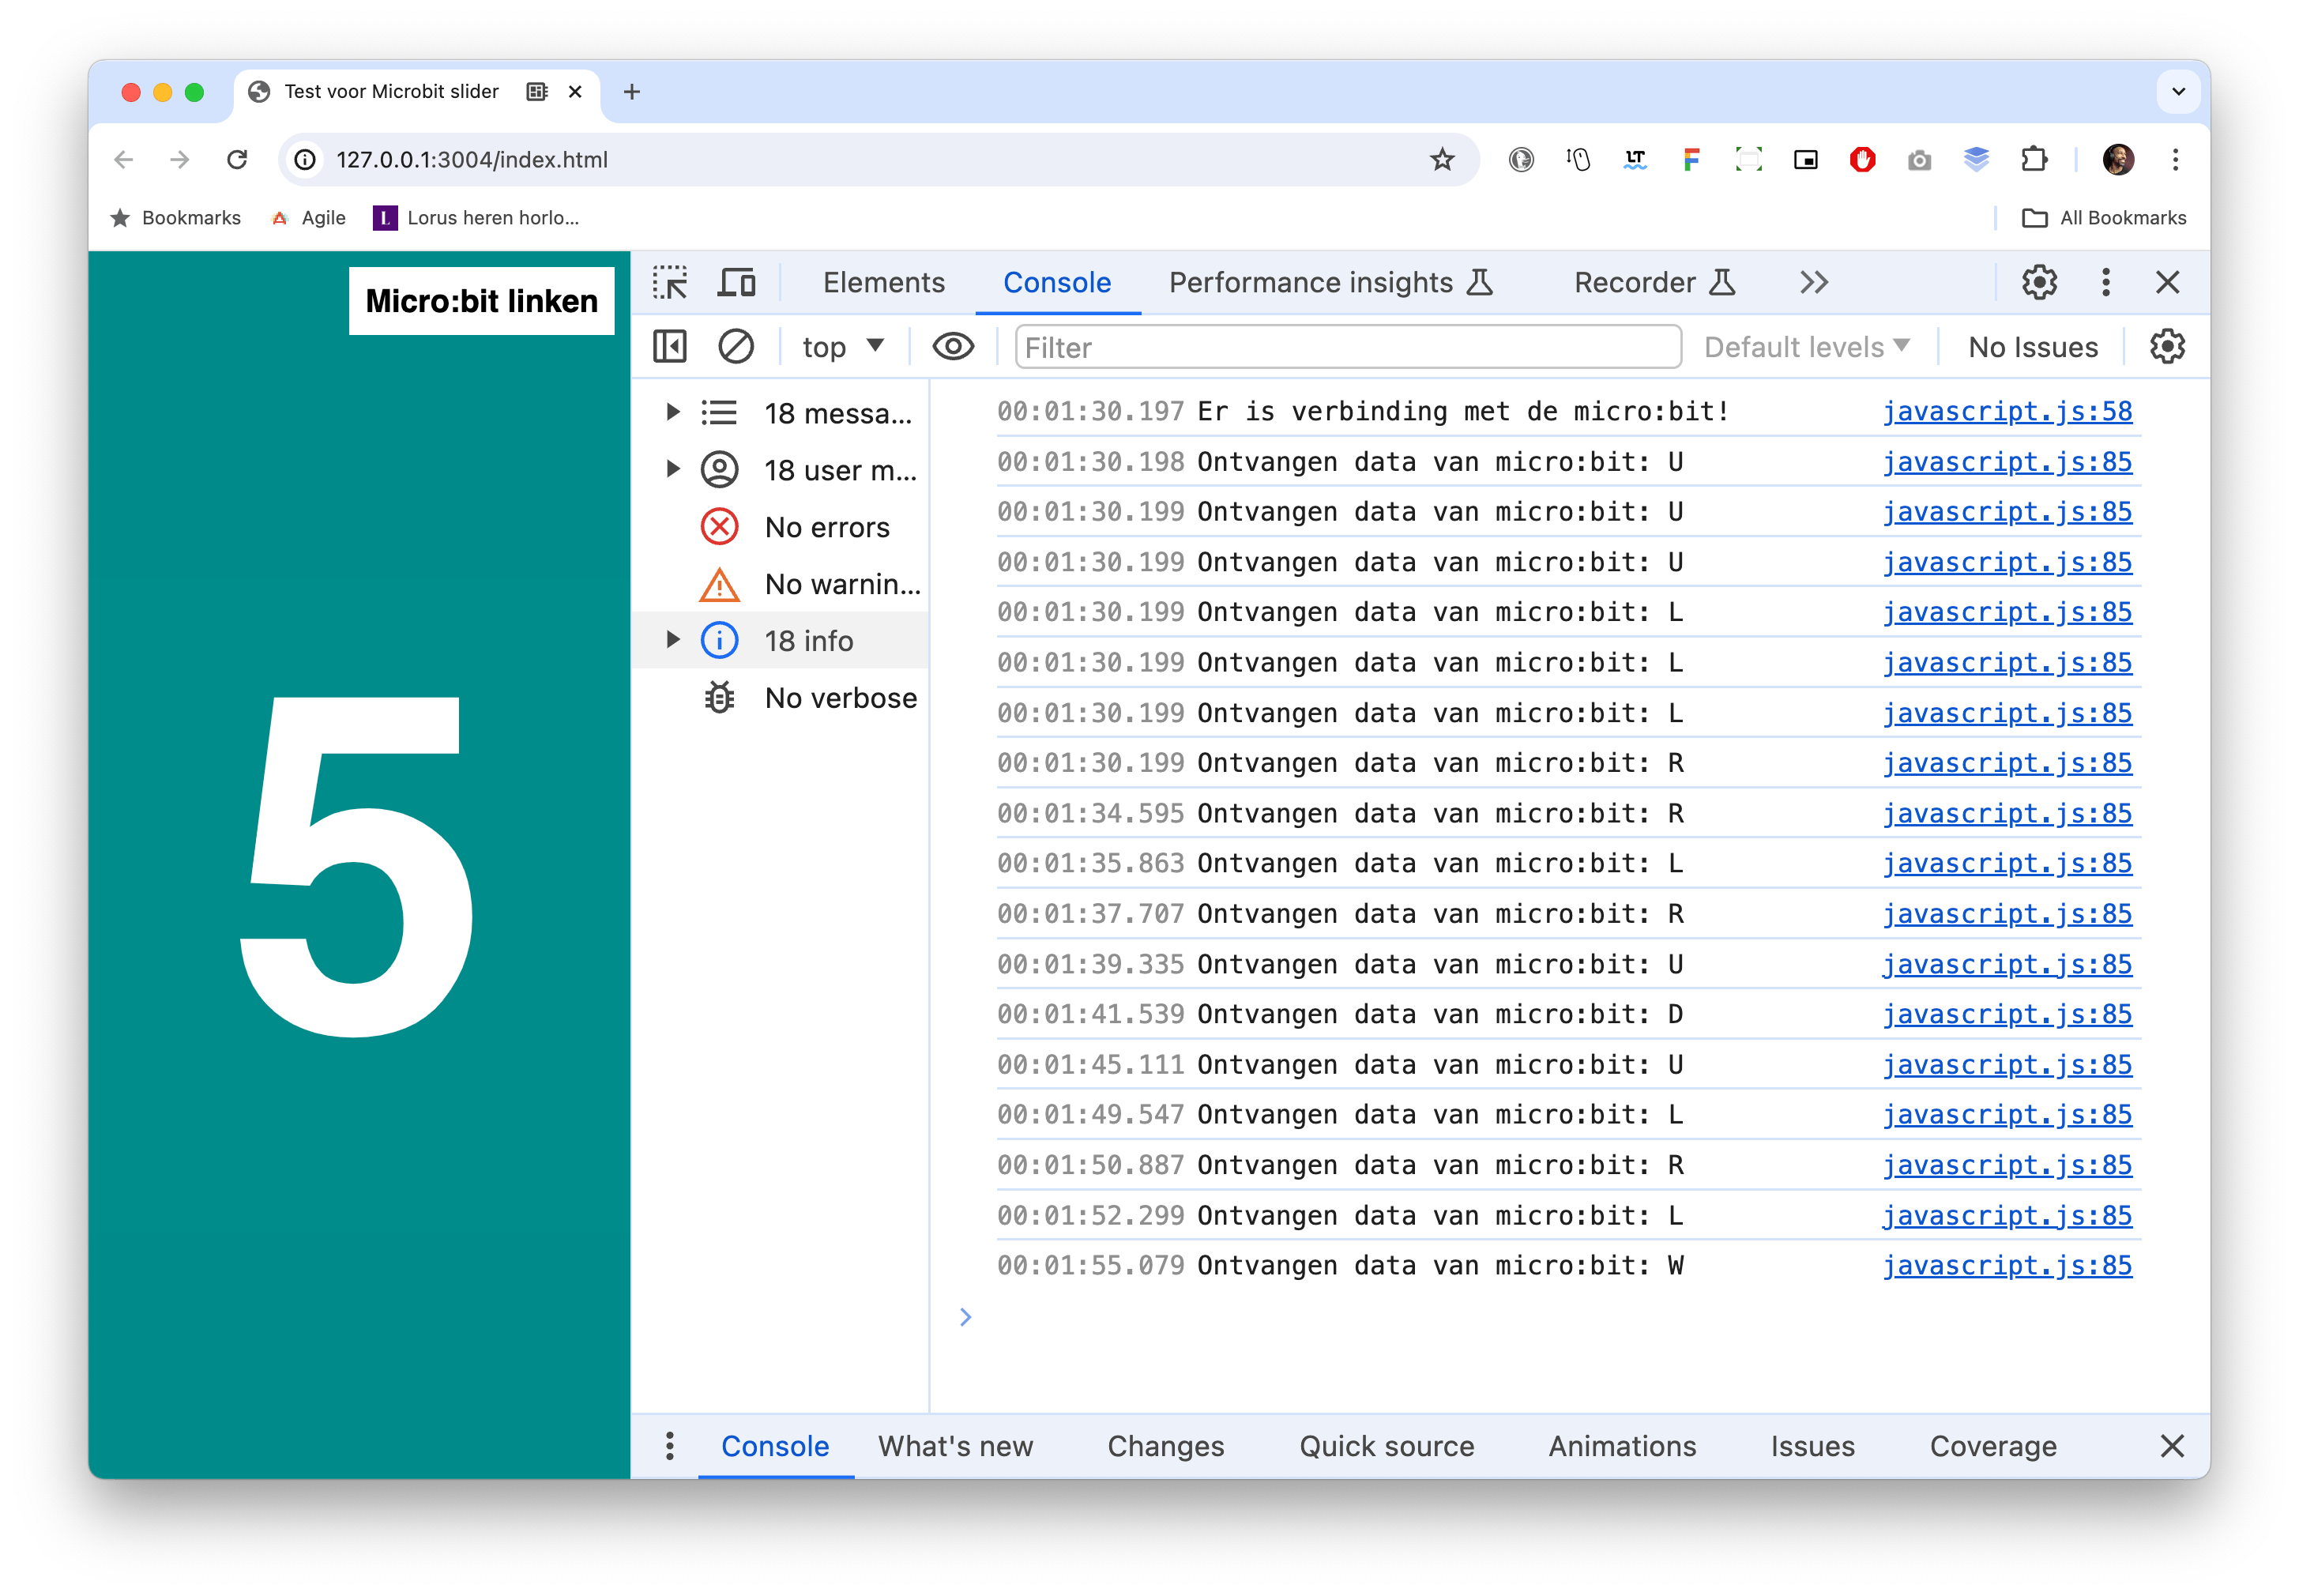 Test voor Microbit slider
127.0.0.1:3004/index.html
Bookmarks
Agile
L
Lorus heren horlo...
All Bookmarks
Micro:bit linken
5
Elements
Console
Performance insights
Recorder
top
Filter
Default levels
No Issues
18 messa...
18 user m...
No errors
No warnin...
18 info
No verbose
00:01:30.197 Er is verbinding met de micro:bit! javascript.js:58
00:01:30.198 Ontvangen data van micro:bit: U javascript.js:85
00:01:30.199 Ontvangen data van micro:bit: U javascript.js:85
00:01:30.199 Ontvangen data van micro:bit: U javascript.js:85
00:01:30.199 Ontvangen data van micro:bit: L javascript.js:85
00:01:30.199 Ontvangen data van micro:bit: L javascript.js:85
00:01:30.199 Ontvangen data van micro:bit: L javascript.js:85
00:01:30.199 Ontvangen data van micro:bit: R javascript.js:85
00:01:34.595 Ontvangen data van micro:bit: R javascript.js:85
00:01:35.863 Ontvangen data van micro:bit: L javascript.js:85
00:01:37.707 Ontvangen data van micro:bit: R javascript.js:85
00:01:39.335 Ontvangen data van micro:bit: U javascript.js:85
00:01:41.539 Ontvangen data van micro:bit: D javascript.js:85
00:01:45.111 Ontvangen data van micro:bit: U javascript.js:85
00:01:49.547 Ontvangen data van micro:bit: L javascript.js:85
00:01:50.887 Ontvangen data van micro:bit: R javascript.js:85
00:01:52.299 Ontvangen data van micro:bit: L javascript.js:85
00:01:55.079 Ontvangen data van micro:bit: W javascript.js:85
Console
What's new
Changes
Quick source
Animations
Issues
Coverage